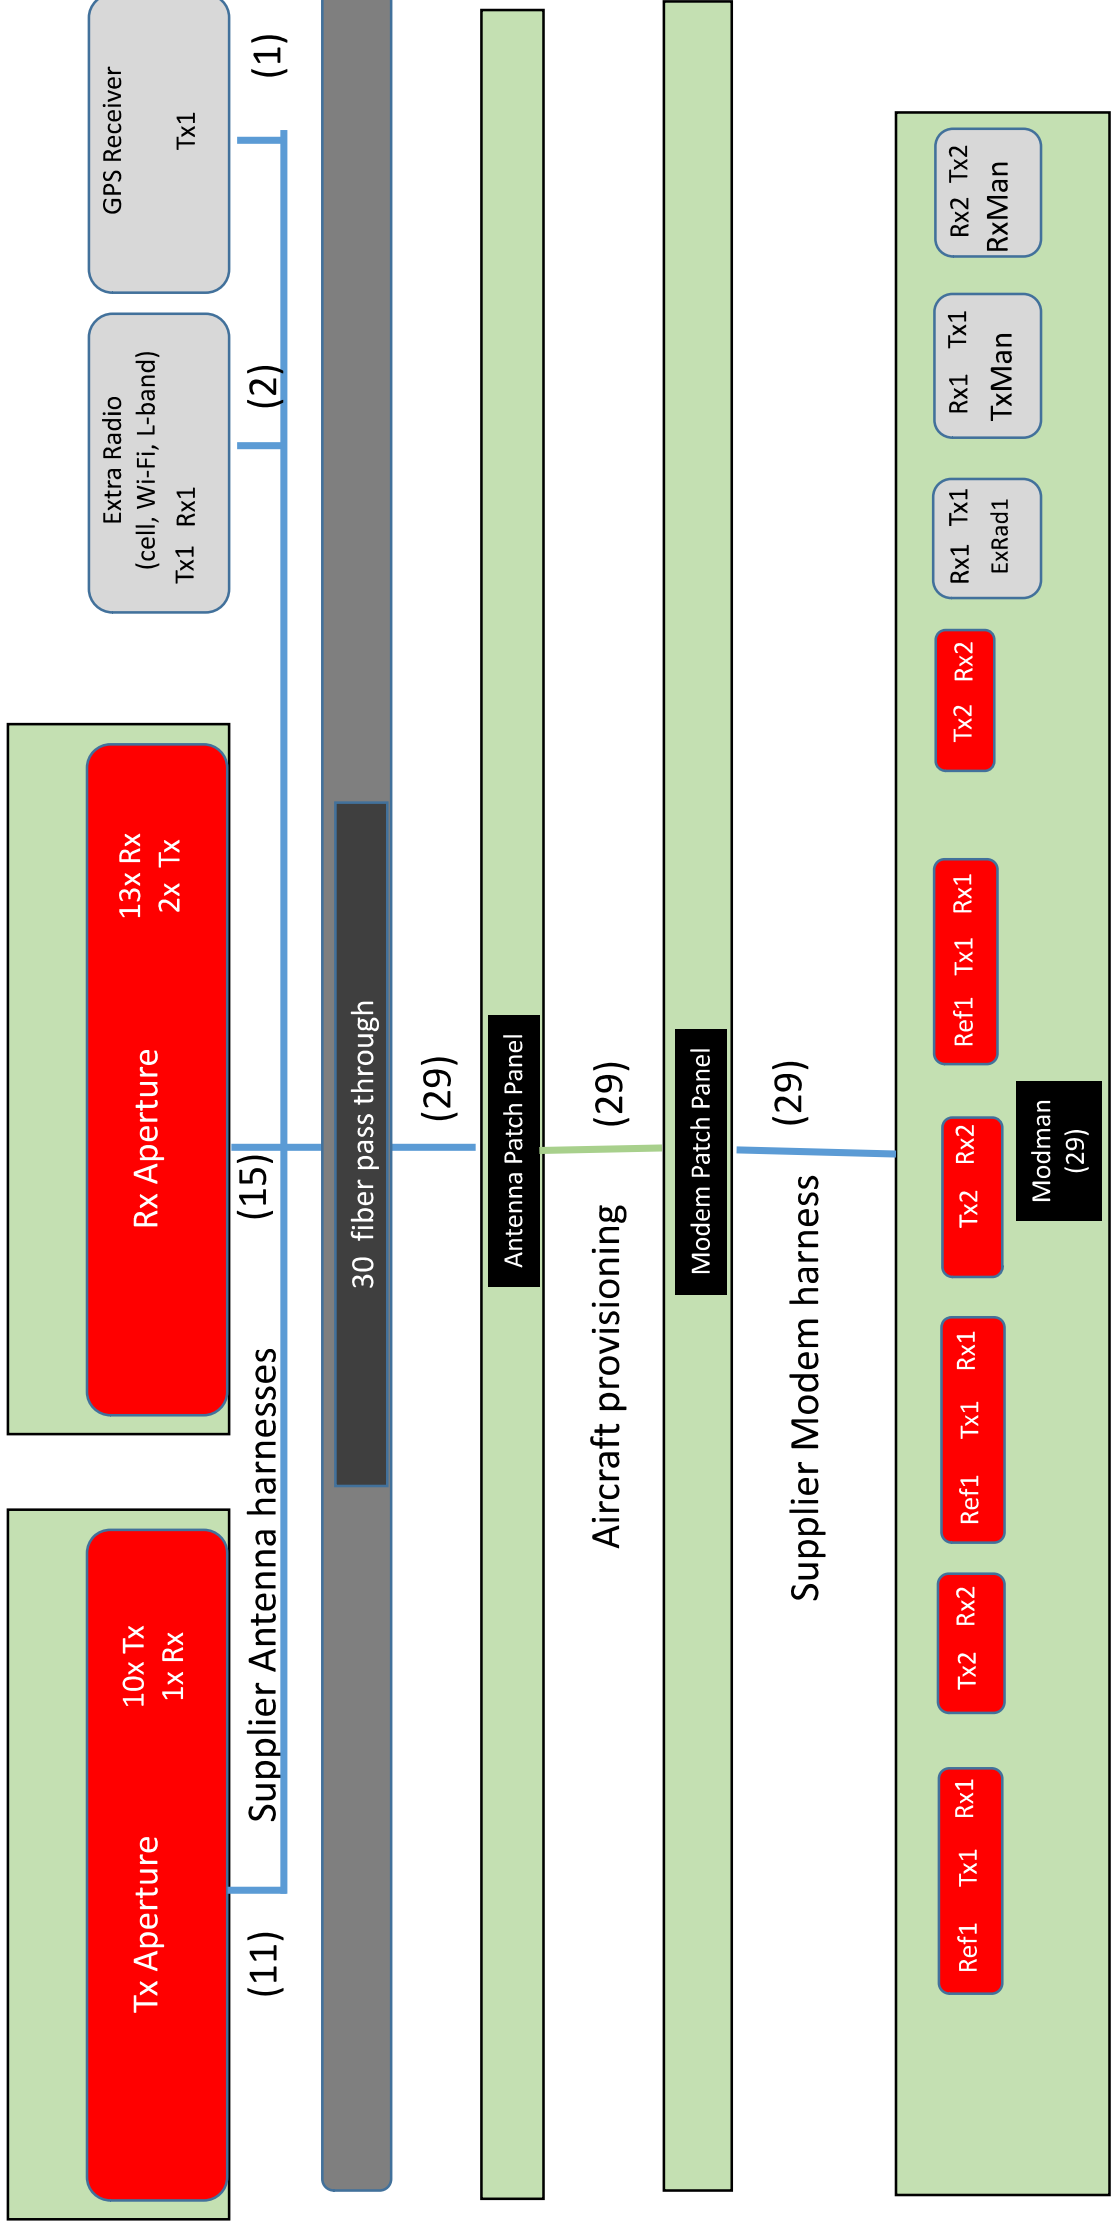 Tx Aperture
10x Tx
1x Rx
Rx Aperture
13x Rx
2x Tx
Extra Radio
(cell, Wi-Fi, L-band)
Tx1 Rx1
GPS Receiver
Tx1
(11)
Supplier Antenna harnesses
(15)
(2)
(1)
30 fiber pass through
(29)
Antenna Patch Panel
Aircraft provisioning
(29)
Modem Patch Panel
Supplier Modem harness
(29)
Ref1 Tx1 Rx1
Tx2 Rx2
Ref1 Tx1 Rx1
Tx2 Rx2
Ref1 Tx1 Rx1
Tx2 Rx2
Rx1 Tx1
ExRad1
Rx1 Tx1
TxMan
Rx2 Tx2
RxMan
Modman
(29)